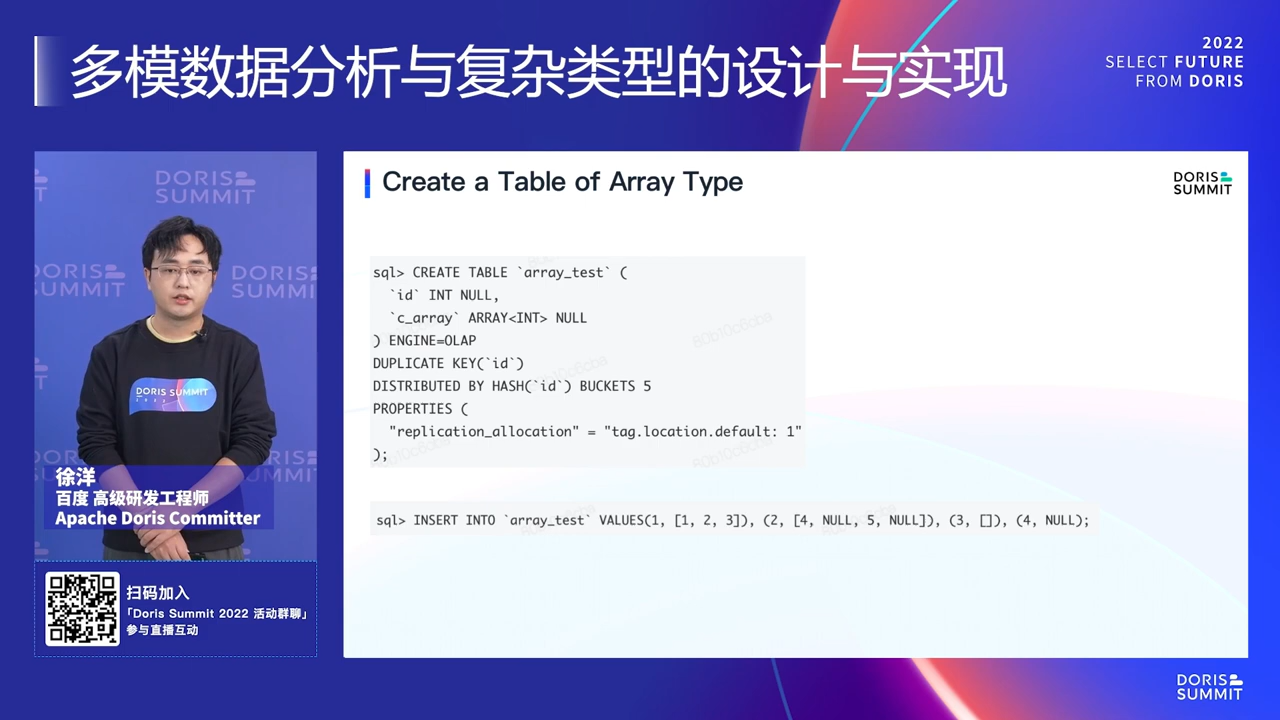 多模数据分析与复杂类型的设计与实现
2022
SELECT FUTURE
FROM DORIS
DORIS
SUMMIT
DORIS
SUMMIT
DORIS
SUMMIT
DORIS SUMMIT
2022
徐洋
百度 高级研发工程师
Apache Doris Committer
扫码加入
「Doris Summit 2022 活动群聊」
参与直播互动
Create a Table of Array Type
DORIS
SUMMIT
sql> CREATE TABLE `array_test` (
`id` INT NULL,
`c_array` ARRAY<INT> NULL
) ENGINE=OLAP
DUPLICATE KEY(`id`)
DISTRIBUTED BY HASH(`id`) BUCKETS 5
PROPERTIES (
"replication_allocation" = "tag.location.default: 1"
);
sql> INSERT INTO `array_test` VALUES(1, [1, 2, 3]), (2, [4, NULL, 5, NULL]), (3, []), (4, NULL);
DORIS
SUMMIT